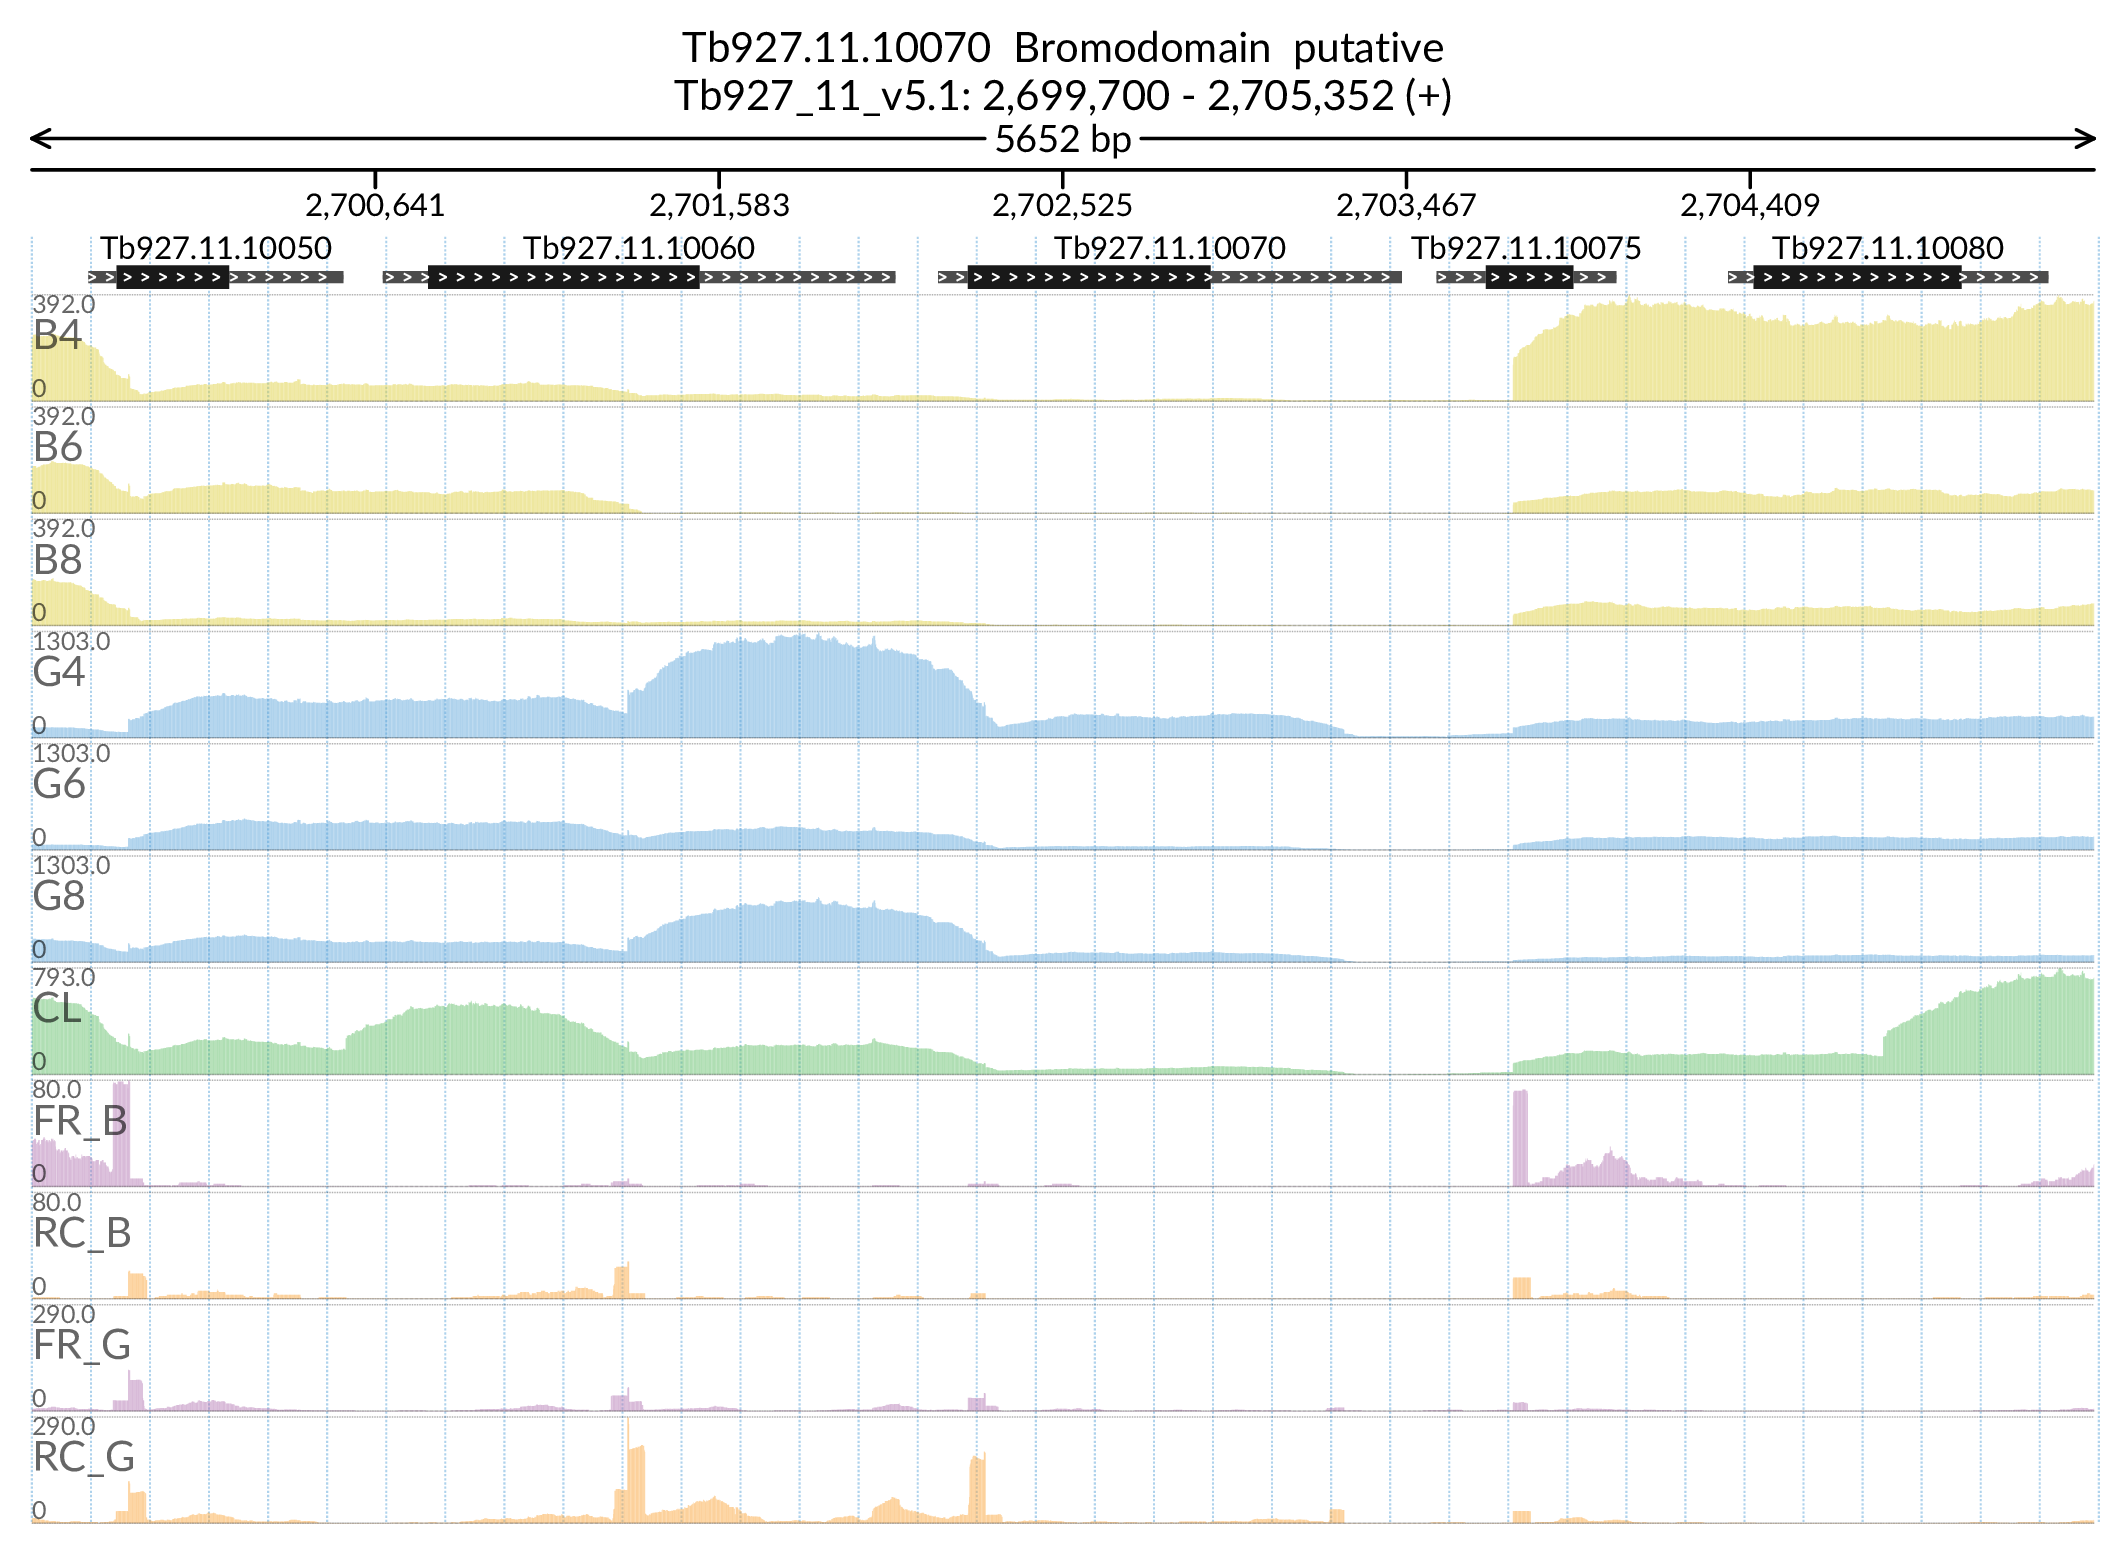 Tb927.11.10070 Bromodomain putative
Tb927_11_v5.1: 2,699,700 - 2,705,352 (+)
5652 bp
2,700,641 2,701,583 2,702,525 2,703,467 2,704,409
Tb927.11.10050 Tb927.11.10060 Tb927.11.10070 Tb927.11.10075 Tb927.11.10080
392.0
B4
0
392.0
B6
0
392.0
B8
0
1303.0
G4
0
1303.0
G6
0
1303.0
G8
0
793.0
CL
0
80.0
FR_B
0
80.0
RC_B
0
290.0
FR_G
0
290.0
RC_G
0